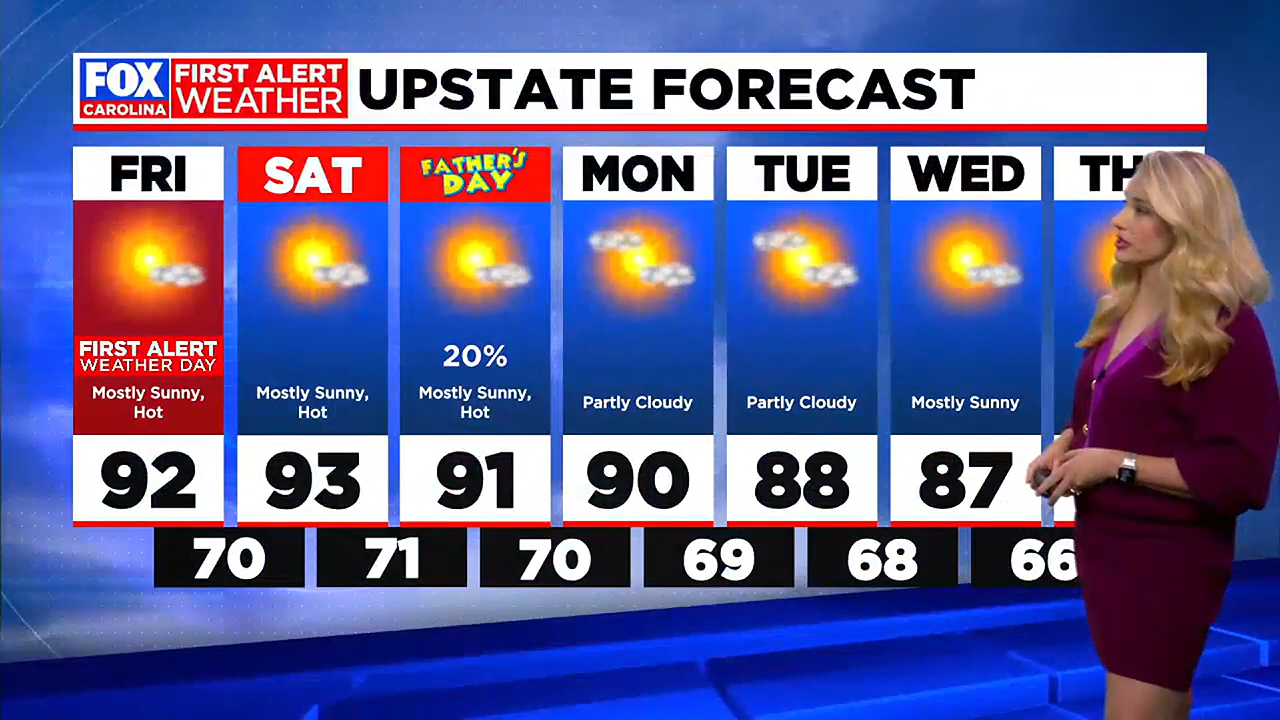 FOX
CAROLINA
FIRST ALERT
WEATHER
UPSTATE FORECAST
FRI
SAT
FATHER'S
DAY
MON
TUE
WED
FIRST ALERT
WEATHER DAY
20%
Mostly Sunny,
Hot
Mostly Sunny,
Hot
Mostly Sunny,
Hot
Partly Cloudy
Partly Cloudy
Mostly Sunny
92
93
91
90
88
87
70
71
70
69
68
66